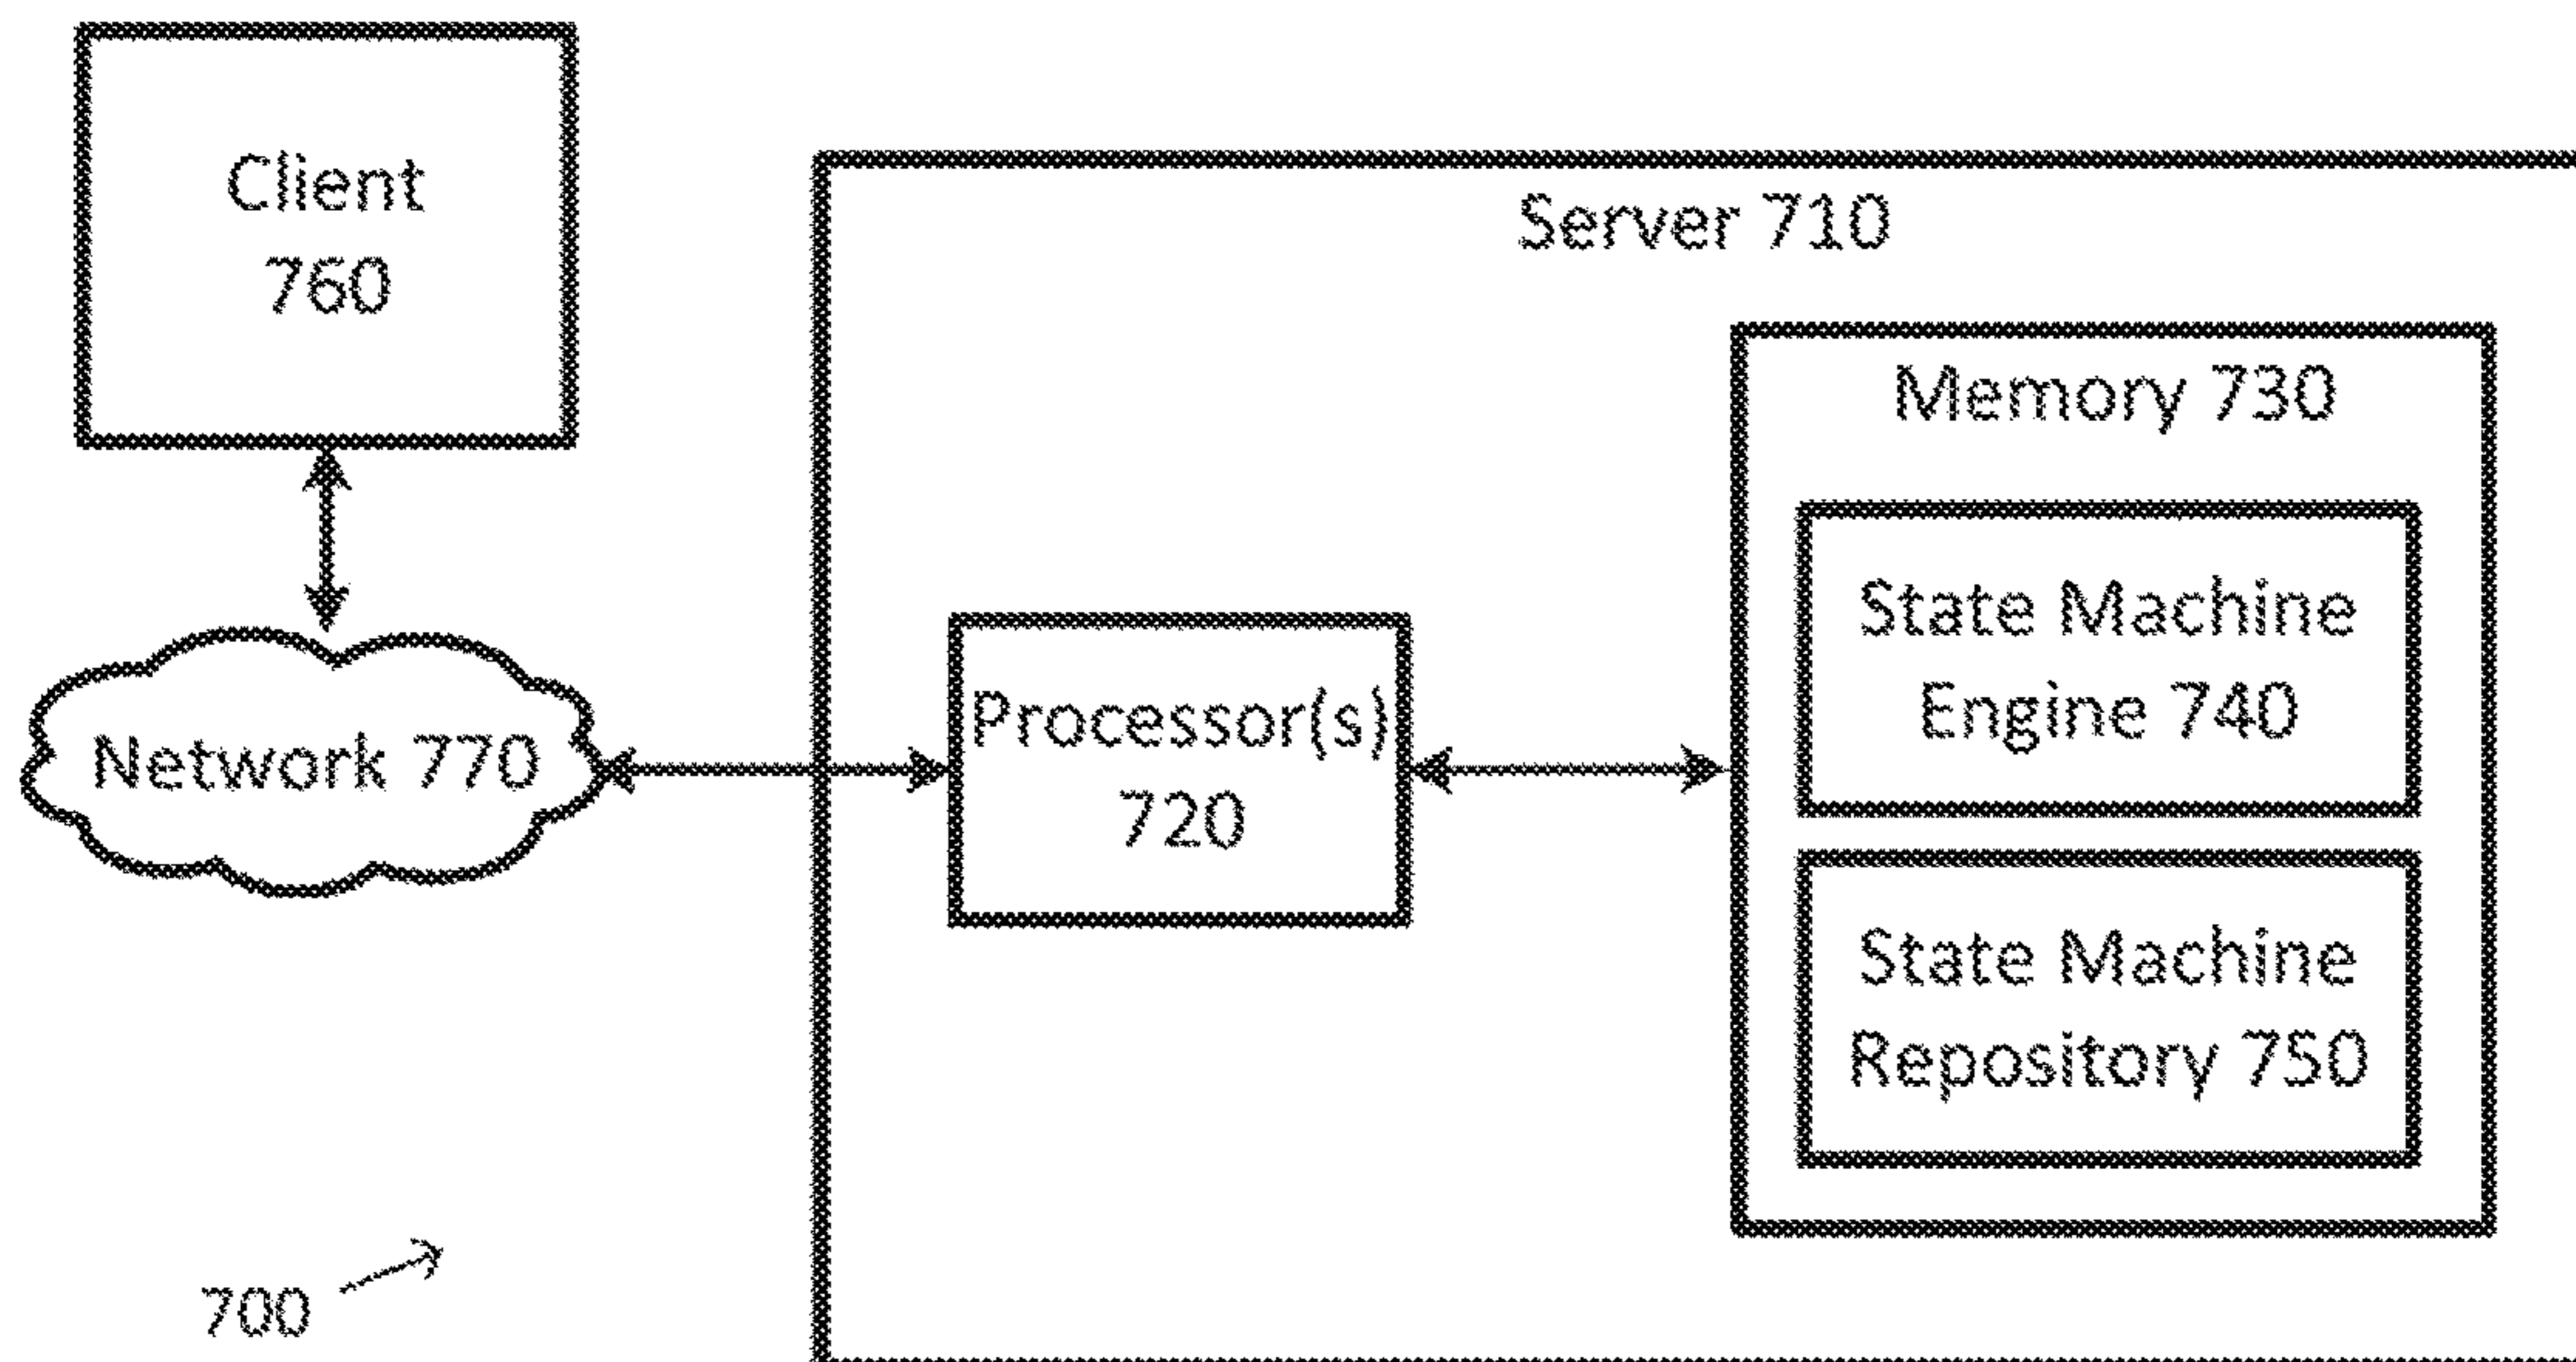 Client
760
Server 710
Memory 730
State Machine
Engine 740
Processor(s)
720
Network 770
State Machine
Repository 750
700